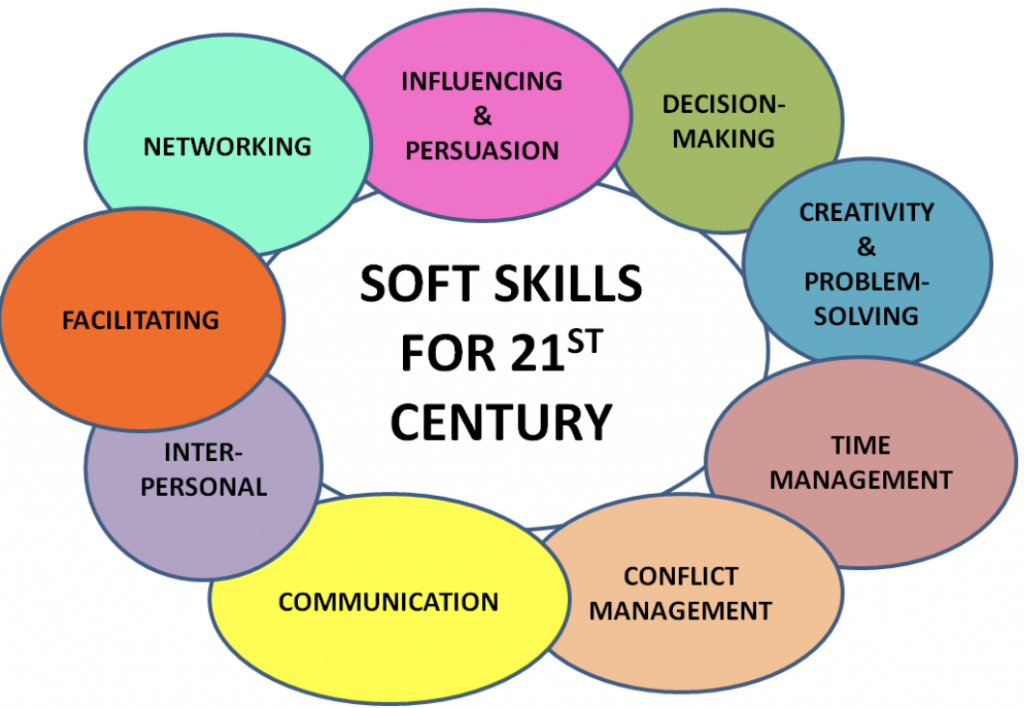 SOFT SKILLS
FOR 21ST
CENTURY
INFLUENCING
&
PERSUASION
DECISION-
MAKING
CREATIVITY
&
PROBLEM-
SOLVING
TIME
MANAGEMENT
CONFLICT
MANAGEMENT
COMMUNICATION
INTER-
PERSONAL
FACILITATING
NETWORKING